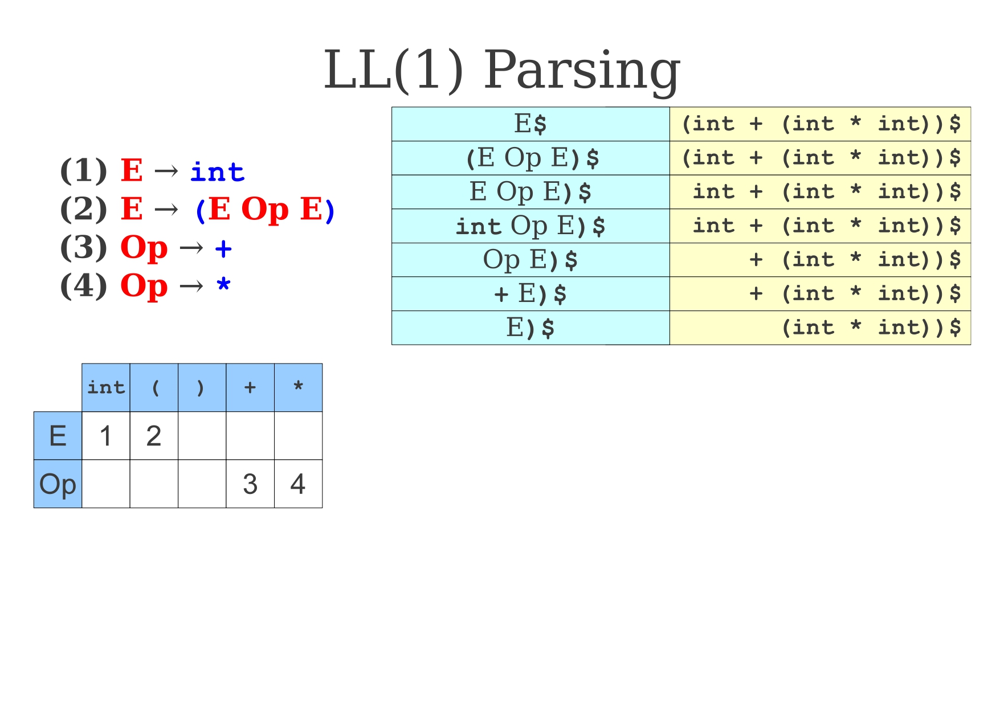 LL(1) Parsing
(1) E → int
(2) E → (E Op E)
(3) Op → +
(4) Op → *
E$ (int + (int * int))$
(E Op E)$ (int + (int * int))$
E Op E)$ int + (int * int))$
int Op E)$ int + (int * int))$
Op E)$ + (int * int))$
+ E)$ + (int * int))$
E)$ (int * int))$
int ( ) + *
E 1 2
Op 3 4